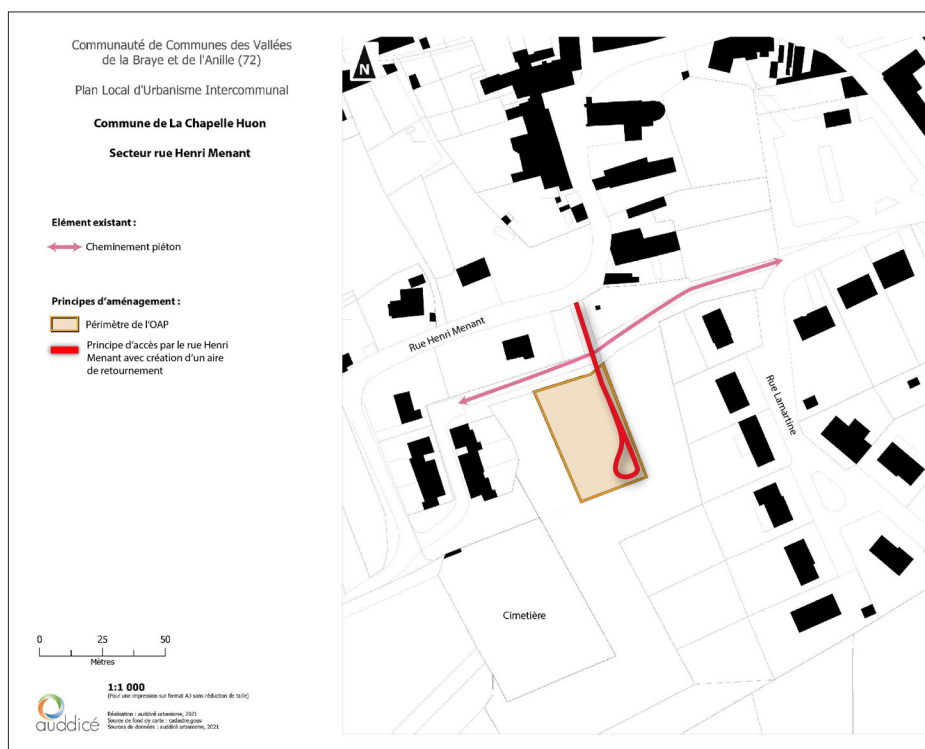 Communauté de Communes des Vallées
de la Braye et de l'Anille (72)
Plan Local d'Urbanisme Intercommunal
Commune de La Chapelle Huon
Secteur rue Henri Menant
Elément existant :
Cheminement piéton
Principes d'aménagement :
Périmètre de l'OAP
Principe d'accès par le rue Henri
Menant avec création d'un aire
de retournement
0 25 50
Mètres
1:1 000
(Pour une impression sur format A3 sans réduction de taille)
Réalisation : auddicé urbanisme, 2021
Source de fond de carte : cadastre.gouv
Sources de données : auddicé urbanisme, 2021
auddicé
N
Rue Henri Menant
Rue Lamartine
Cimetière